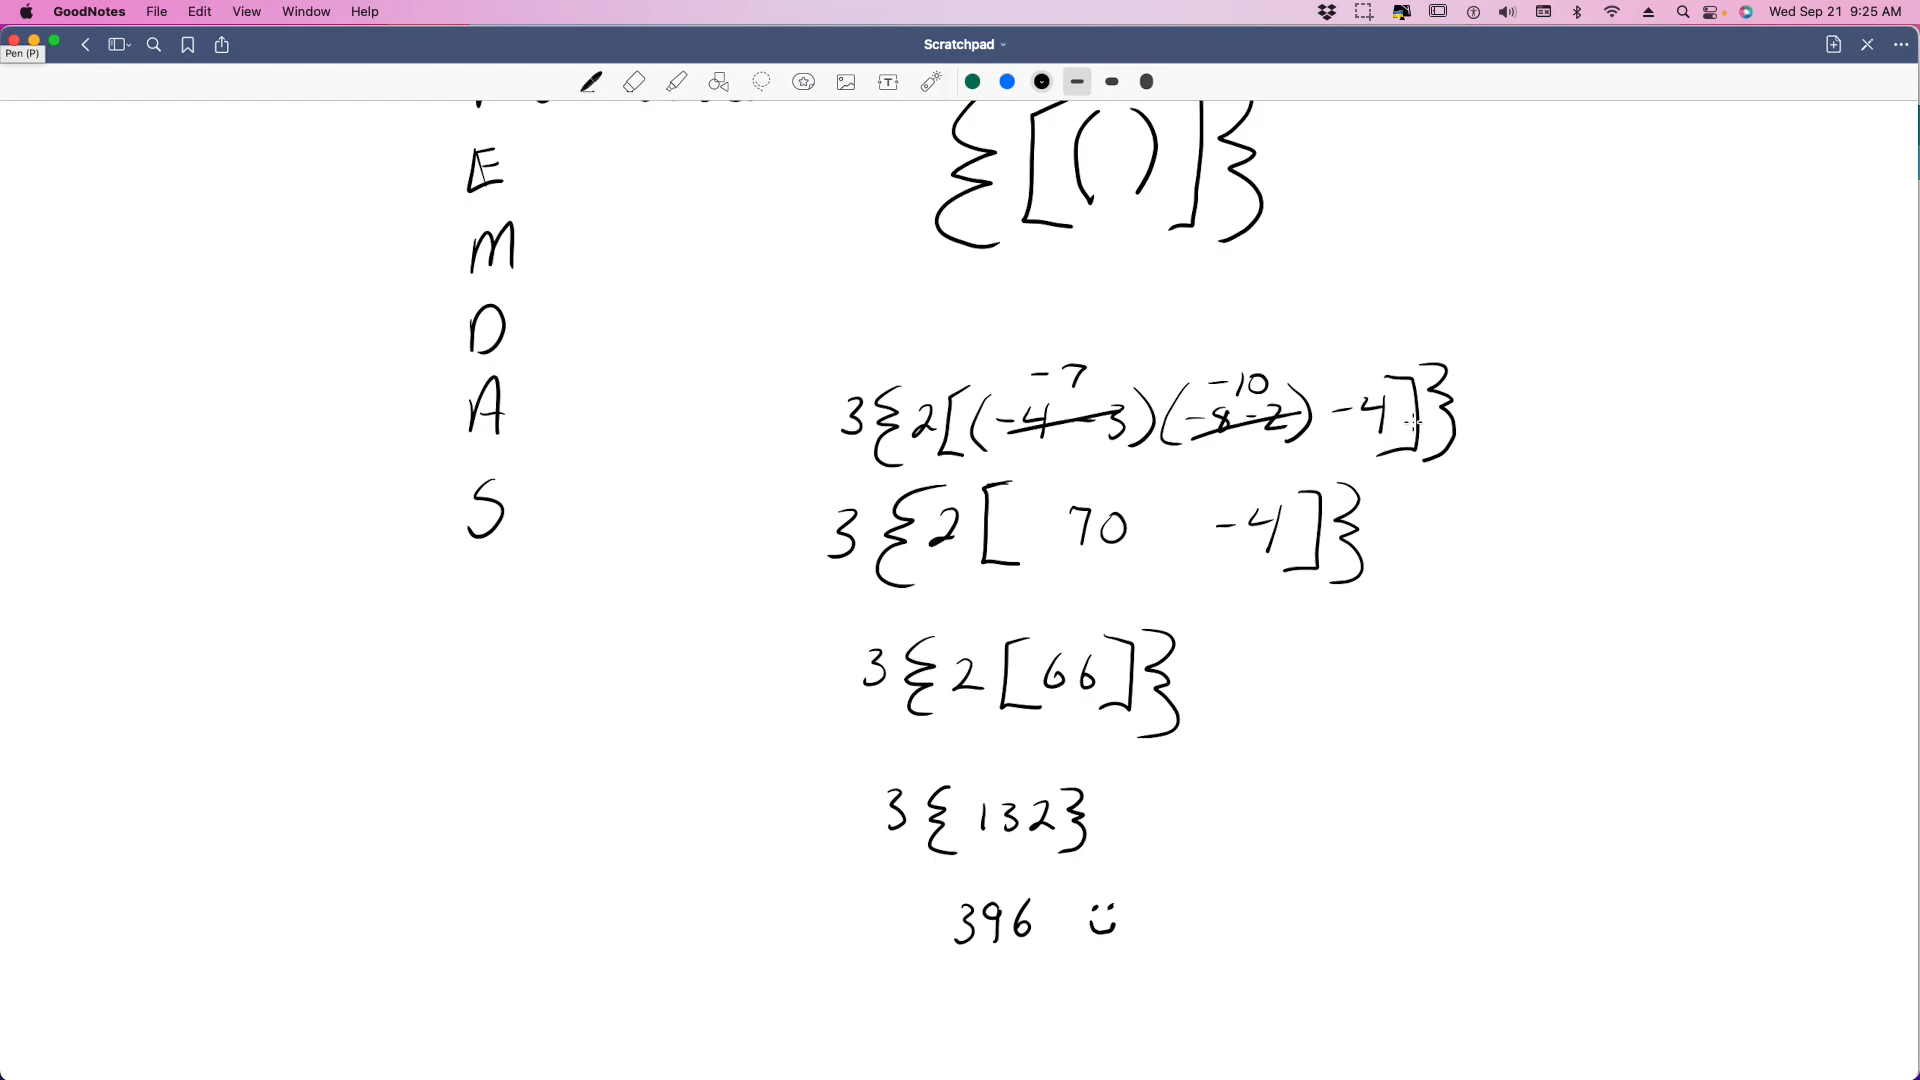 GoodNotes File Edit View Window Help Wed Sep 21 9:25 AM
Scratchpad
Pen (P)
{[()]}
E
M
D
A
S
-7 -10
3{2[(-4-3)(-8-2)-4]}
3{2[ 70 -4]}
3{2[66]}
3{132}
396